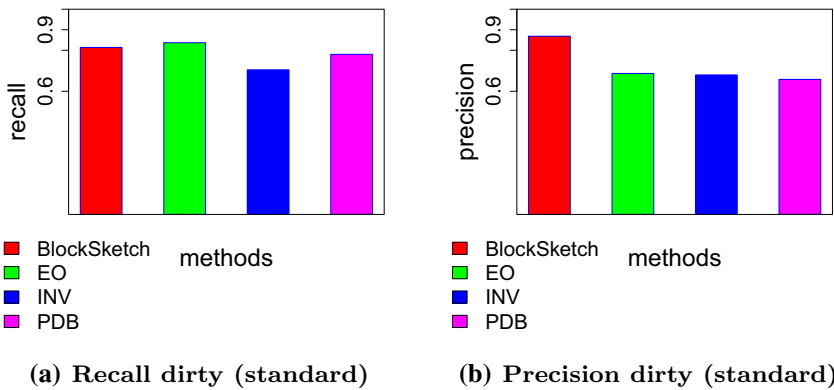 recall
0.9
0.6
methods
BlockSketch
EO
INV
PDB
(a) Recall dirty (standard)
precision
0.9
0.6
methods
BlockSketch
EO
INV
PDB
(b) Precision dirty (standard)